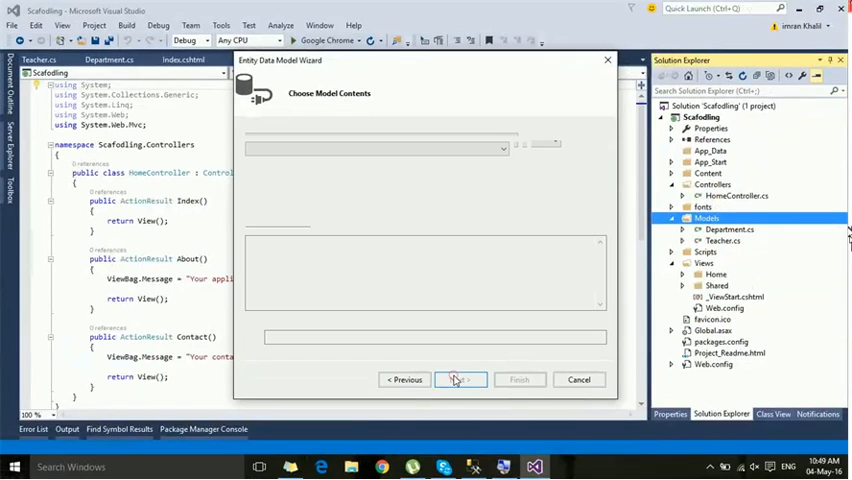 Scafodling - Microsoft Visual Studio
Quick Launch (Ctrl+Q)
File Edit View Project Build Debug Team Tools Test Analyze Window Help
imran Khalil
Debug Any CPU Google Chrome
Teacher.cs Department.cs Index.cshtml
Scafodling
using System;
using System.Collections.Generic;
using System.Linq;
using System.Web;
using System.Web.Mvc;
namespace Scafodling.Controllers
{
0 references
public class HomeController : Contro
{
0 references
public ActionResult Index()
{
return View();
}
0 references
public ActionResult About()
{
ViewBag.Message = "Your appli
return View();
}
0 references
public ActionResult Contact()
{
ViewBag.Message = "Your conta
return View();
}
}
100 %
Document Outline
Server Explorer
Toolbox
Entity Data Model Wizard
Choose Model Contents
< Previous
Finish
Cancel
Solution Explorer
Search Solution Explorer (Ctrl+;)
Solution 'Scafodling' (1 project)
Scafodling
Properties
References
App_Data
App_Start
Content
Controllers
HomeController.cs
fonts
Models
Department.cs
Teacher.cs
Scripts
Views
Home
Shared
_ViewStart.cshtml
Web.config
favicon.ico
Global.asax
packages.config
Project_Readme.html
Web.config
Properties Solution Explorer Class View Notifications
Error List Find Symbol Results Package Manager Console
Search Windows
10:49 AM
04-May-16